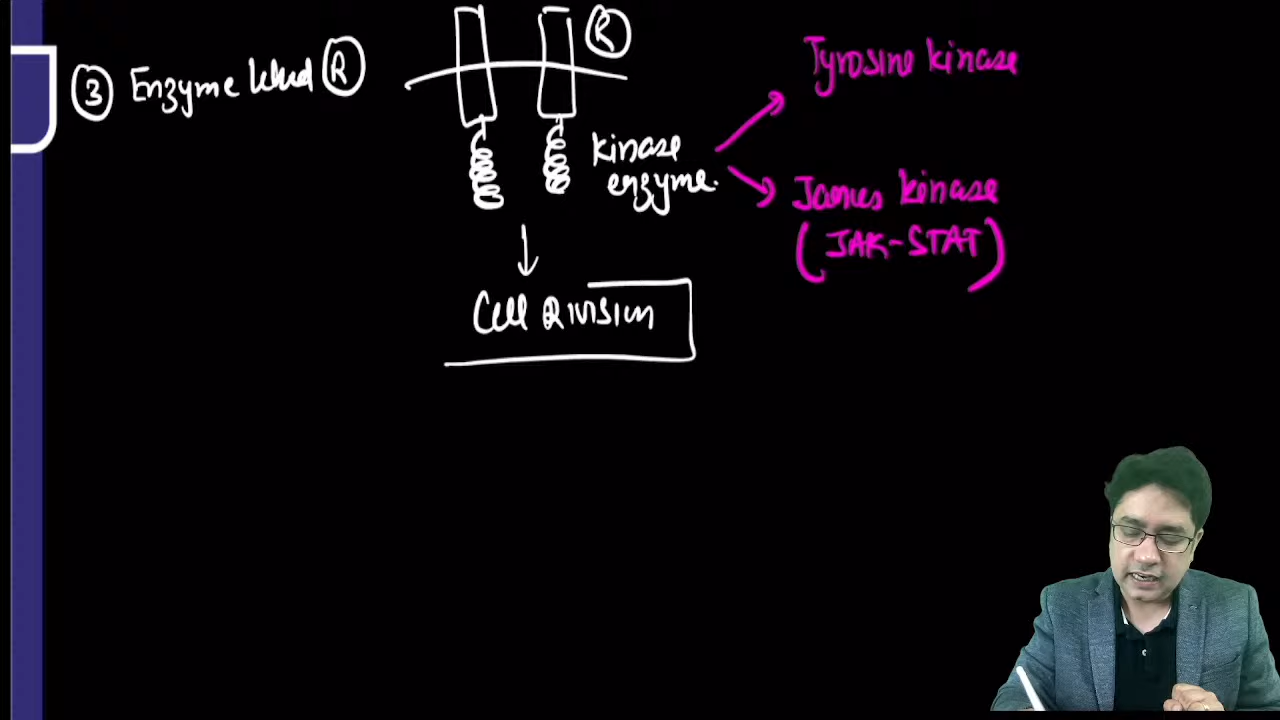 3 Enzyme linked R
R
kinase
enzyme.
Cell Division
Tyrosine kinase
Janus kinase
(JAK-STAT)